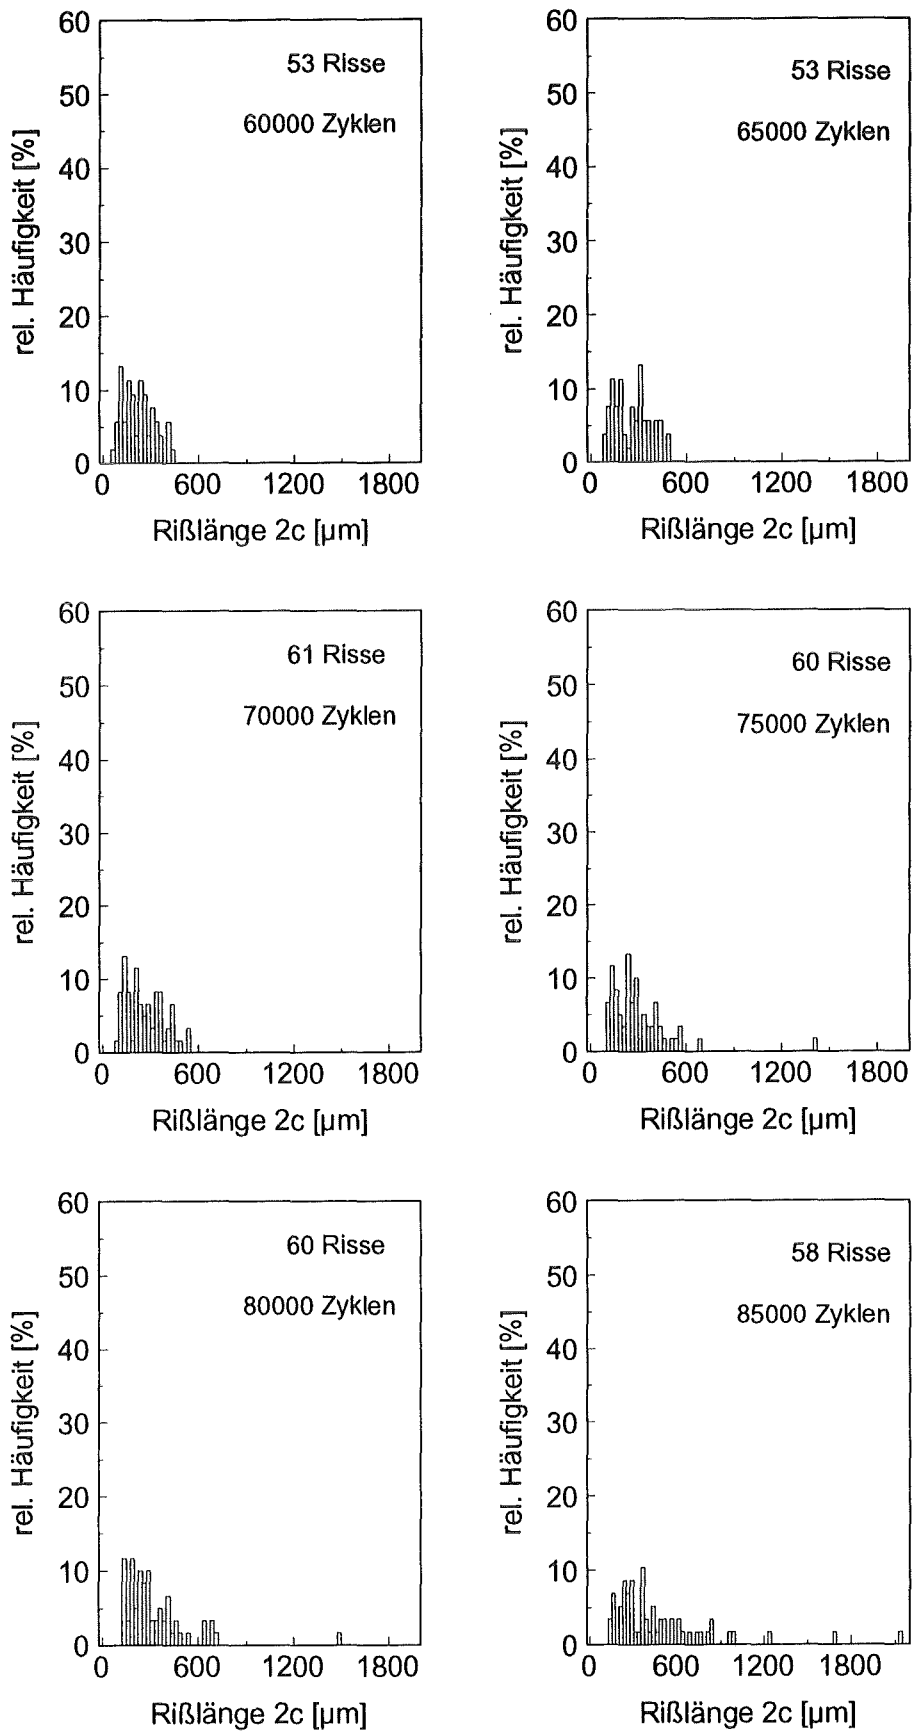 60
53 Risse
50
60000 Zyklen
40
30
20
10
0
rel. Häufigkeit [%]
0 600 1200 1800
Rißlänge 2c [µm]
60
53 Risse
50
65000 Zyklen
40
30
20
10
0
rel. Häufigkeit [%]
0 600 1200 1800
Rißlänge 2c [µm]
60
61 Risse
50
70000 Zyklen
40
30
20
10
0
rel. Häufigkeit [%]
0 600 1200 1800
Rißlänge 2c [µm]
60
60 Risse
50
75000 Zyklen
40
30
20
10
0
rel. Häufigkeit [%]
0 600 1200 1800
Rißlänge 2c [µm]
60
60 Risse
50
80000 Zyklen
40
30
20
10
0
rel. Häufigkeit [%]
0 600 1200 1800
Rißlänge 2c [µm]
60
58 Risse
50
85000 Zyklen
40
30
20
10
0
rel. Häufigkeit [%]
0 600 1200 1800
Rißlänge 2c [µm]